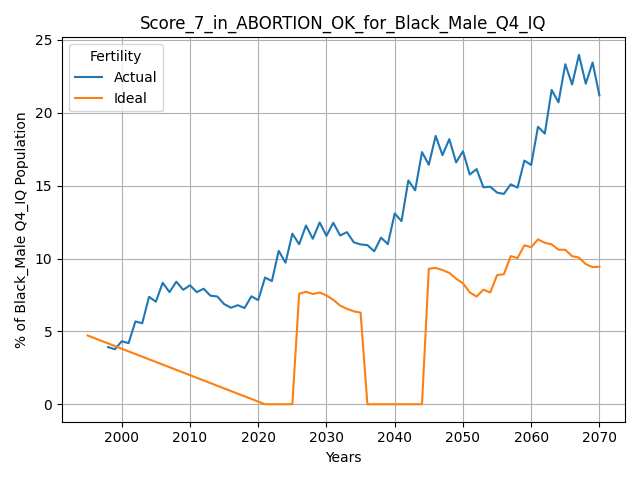 Score_7_in_ABORTION_OK_for_Black_Male_Q4_IQ
Fertility
Actual
Ideal
% of Black_Male Q4_IQ Population
25
20
15
10
5
0
2000 2010 2020 2030 2040 2050 2060 2070
Years